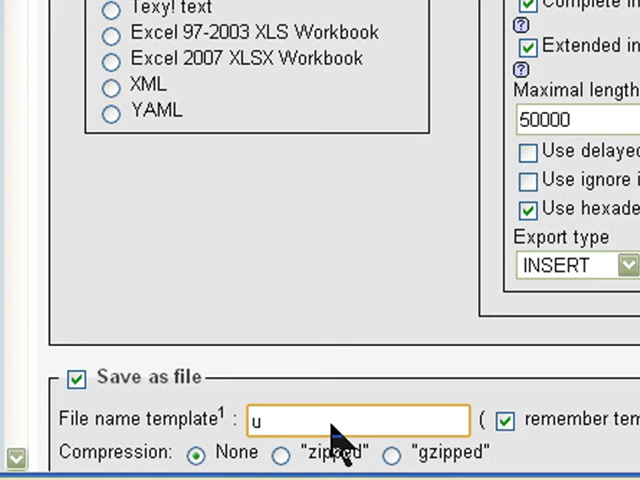 Texy! text
Excel 97-2003 XLS Workbook
Excel 2007 XLSX Workbook
XML
YAML
Complete in
Extended in
Maximal length
50000
Use delayed
Use ignore i
Use hexade
Export type
INSERT
Save as file
File name template1 : u ( remember tem
Compression: None "zipped" "gzipped"